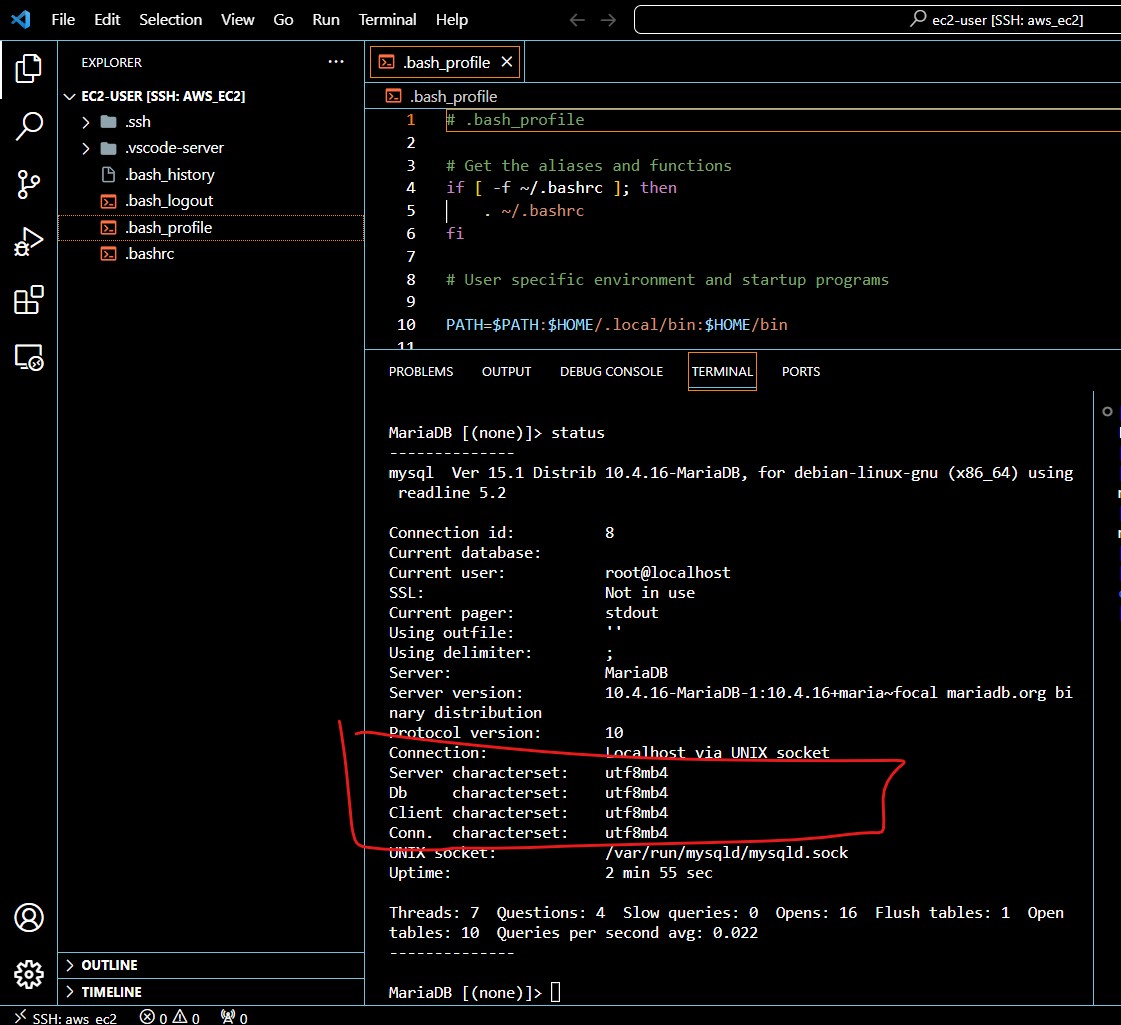 File Edit Selection View Go Run Terminal Help
ec2-user [SSH: aws_ec2]
EXPLORER ...
EC2-USER [SSH: AWS_EC2]
.ssh
.vscode-server
.bash_history
.bash_logout
.bash_profile
.bashrc
OUTLINE
TIMELINE
.bash_profile
.bash_profile
1 # .bash_profile
2
3 # Get the aliases and functions
4 if [ -f ~/.bashrc ]; then
5 . ~/.bashrc
6 fi
7
8 # User specific environment and startup programs
9
10 PATH=$PATH:$HOME/.local/bin:$HOME/bin
11
PROBLEMS OUTPUT DEBUG CONSOLE TERMINAL PORTS
MariaDB [(none)]> status
--------------
mysql Ver 15.1 Distrib 10.4.16-MariaDB, for debian-linux-gnu (x86_64) using
readline 5.2
Connection id: 8
Current database:
Current user: root@localhost
SSL: Not in use
Current pager: stdout
Using outfile: ''
Using delimiter: ;
Server: MariaDB
Server version: 10.4.16-MariaDB-1:10.4.16+maria~focal mariadb.org bi
nary distribution
Protocol version: 10
Connection: Localhost via UNIX socket
Server characterset: utf8mb4
Db characterset: utf8mb4
Client characterset: utf8mb4
Conn. characterset: utf8mb4
UNIX socket: /var/run/mysqld/mysqld.sock
Uptime: 2 min 55 sec
Threads: 7 Questions: 4 Slow queries: 0 Opens: 16 Flush tables: 1 Open
tables: 10 Queries per second avg: 0.022
--------------
MariaDB [(none)]>
SSH: aws_ec2 0 0 0